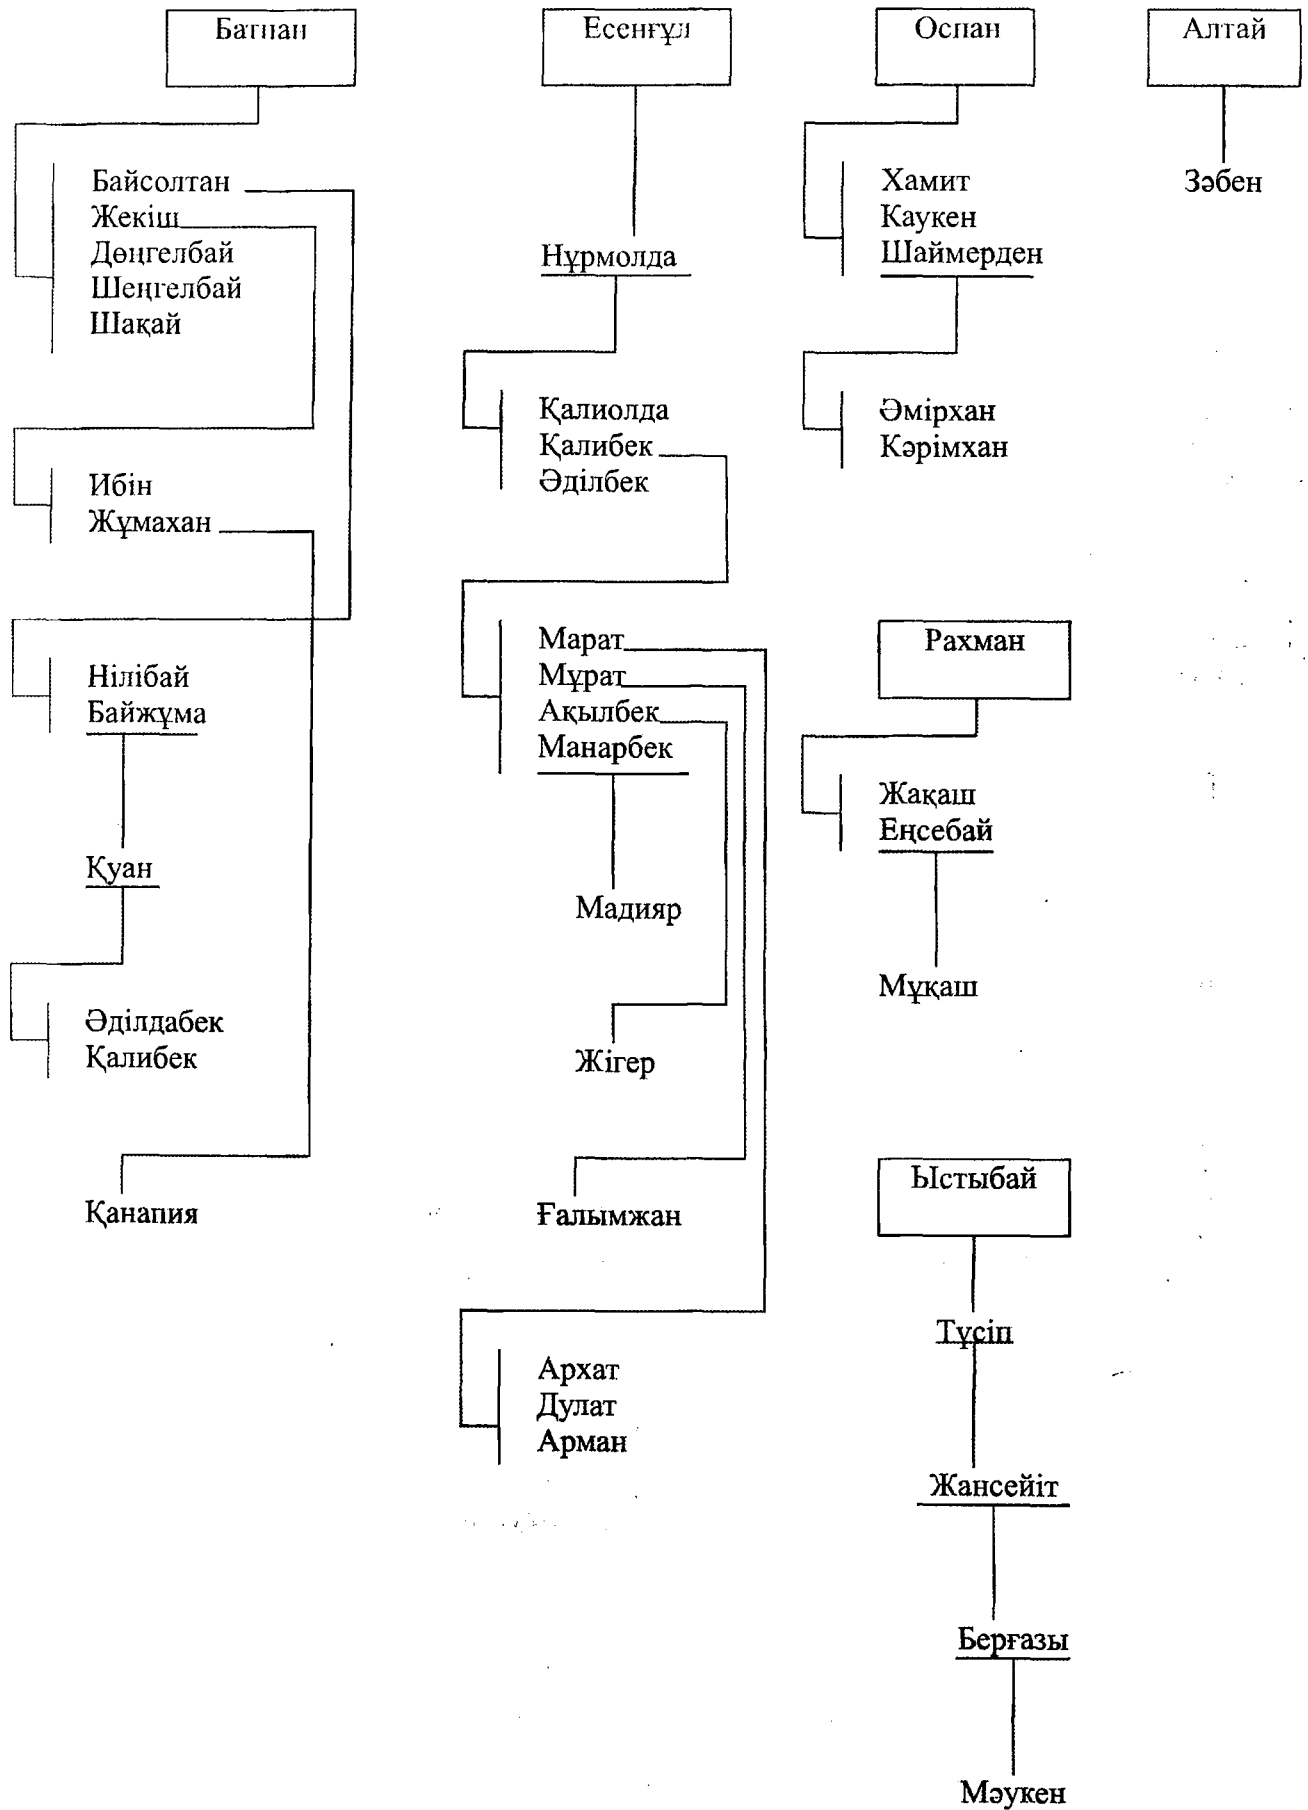 Батпан
Есенғұл
Оспан
Алтай
Байсолтан
Жекіш
Дөңгелбай
Шеңгелбай
Шақай
Нұрмолда
Хамит
Каукен
Шаймерден
Зәбен
Қалиолда
Қалибек
Әділбек
Әмірхан
Кәрімхан
Ибін
Жұмахан
Нілібай
Байжұма
Марат
Мұрат
Ақылбек
Манарбек
Рахман
Жақаш
Еңсебай
Қуан
Мадияр
Мұқаш
Әділдабек
Қалибек
Жігер
Қанапия
Ғалымжан
Ыстыбай
Түсіп
Архат
Дулат
Арман
Жансейіт
Берғазы
Мәукен